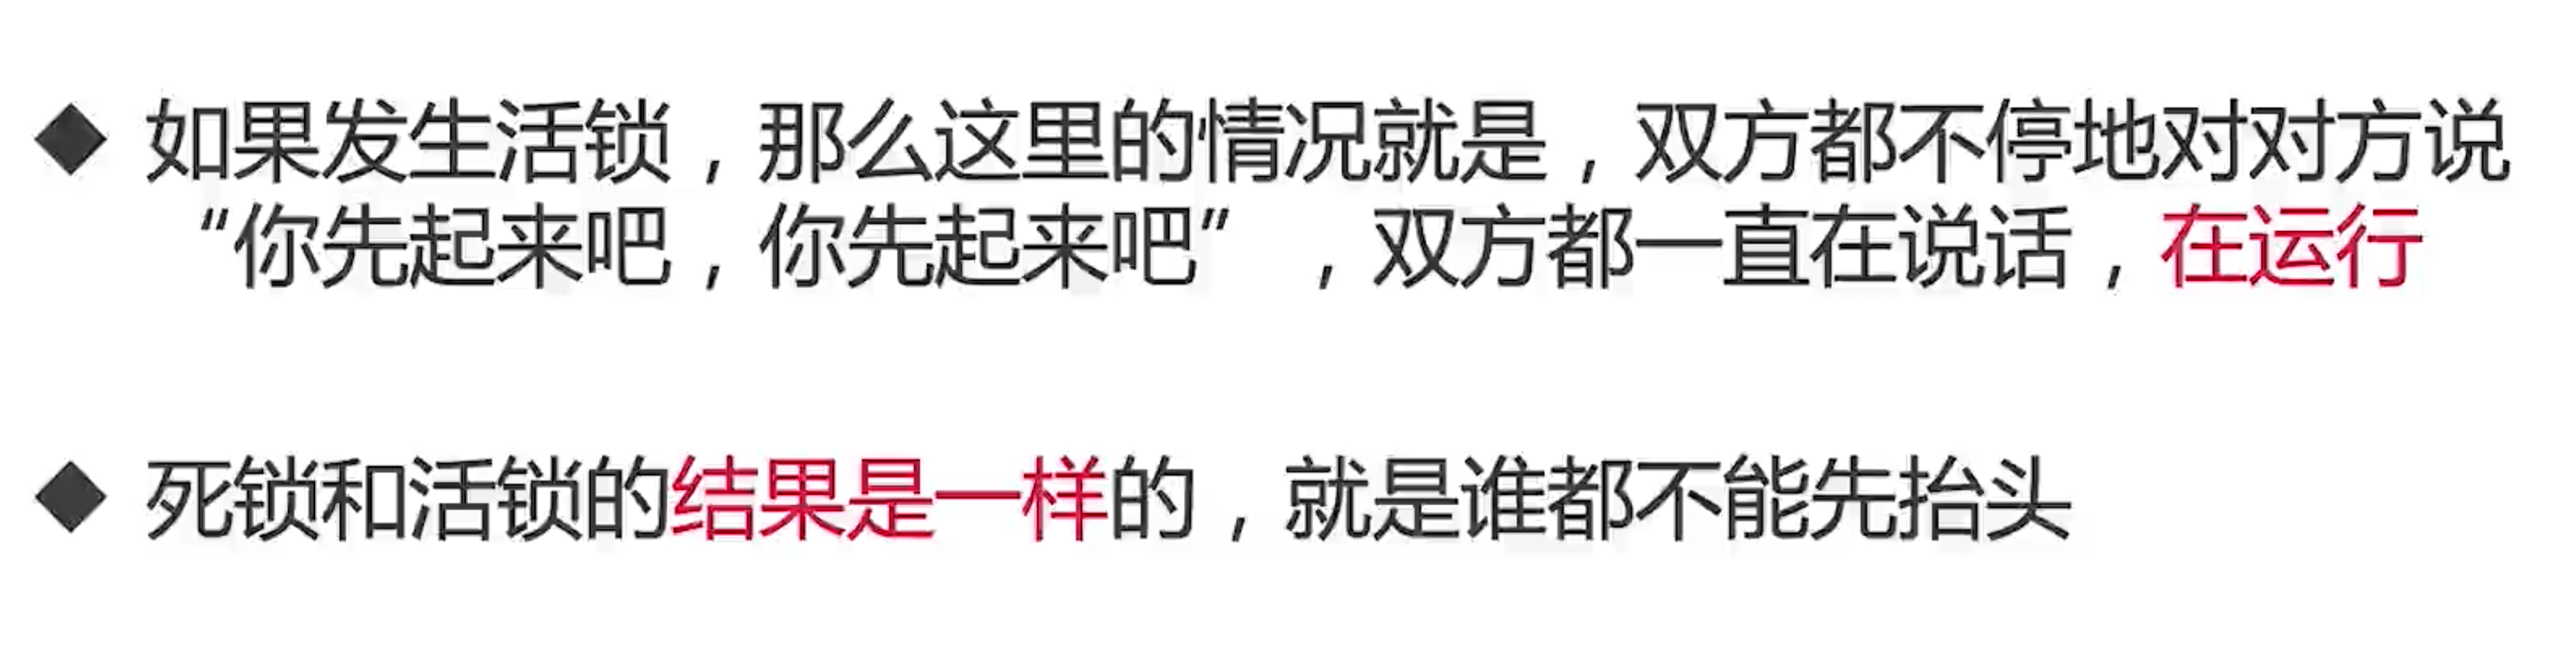 ◆ 如果发生活锁，那么这里的情况就是，双方都不停地对对方说
“你先起来吧，你先起来吧”，双方都一直在说话，在运行
◆ 死锁和活锁的结果是一样的，就是谁都不能先抬头